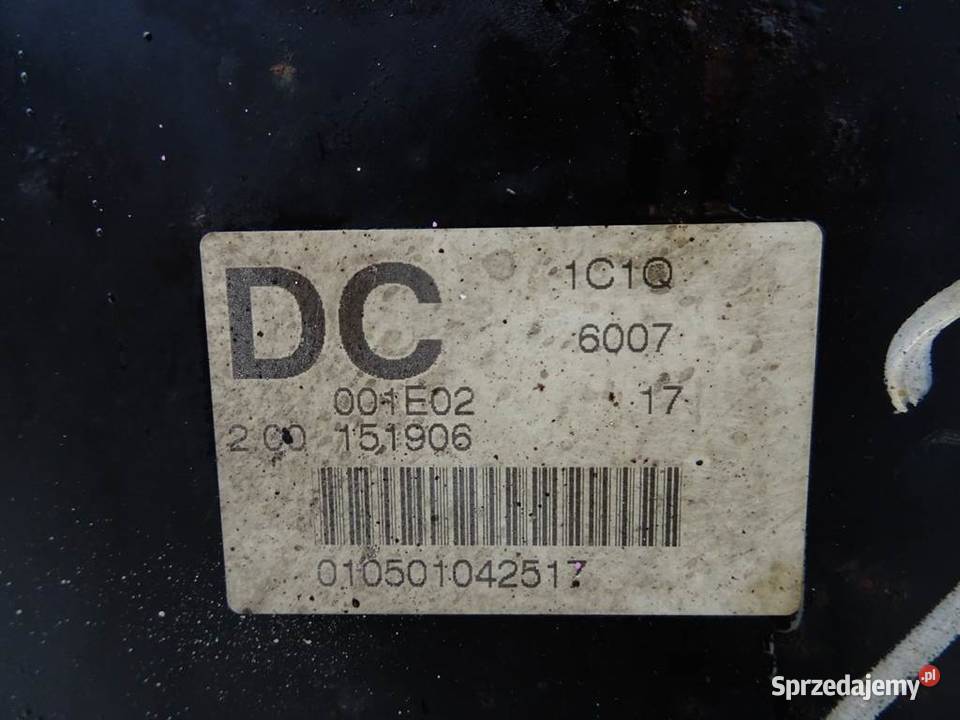 DC 1C1Q
6007
001E02 17
2.00 151906
010501042517
Sprzedajemy.pl